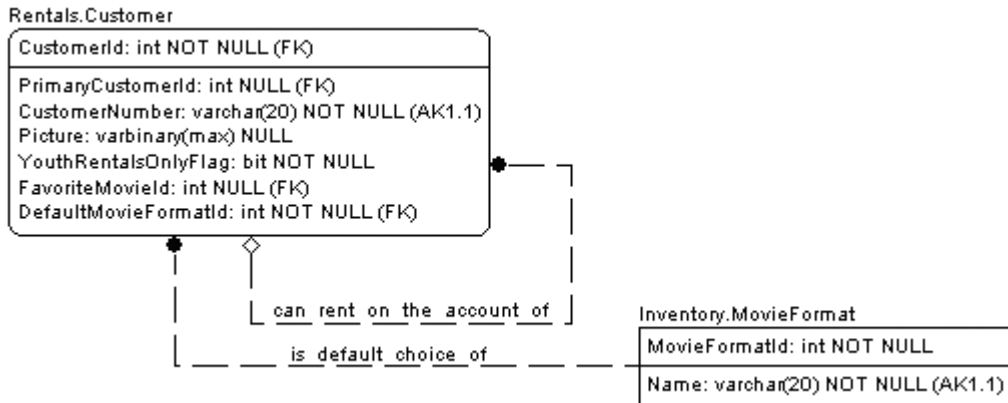 Rentals.Customer
CustomerId: int NOT NULL (FK)
PrimaryCustomerId: int NULL (FK)
CustomerNumber: varchar(20) NOT NULL (AK1.1)
Picture: varbinary(max) NULL
YouthRentalsOnlyFlag: bit NOT NULL
FavoriteMovieId: int NULL (FK)
DefaultMovieFormatId: int NOT NULL (FK)
can rent on the account of
is default choice of
Inventory.MovieFormat
MovieFormatId: int NOT NULL
Name: varchar(20) NOT NULL (AK1.1)